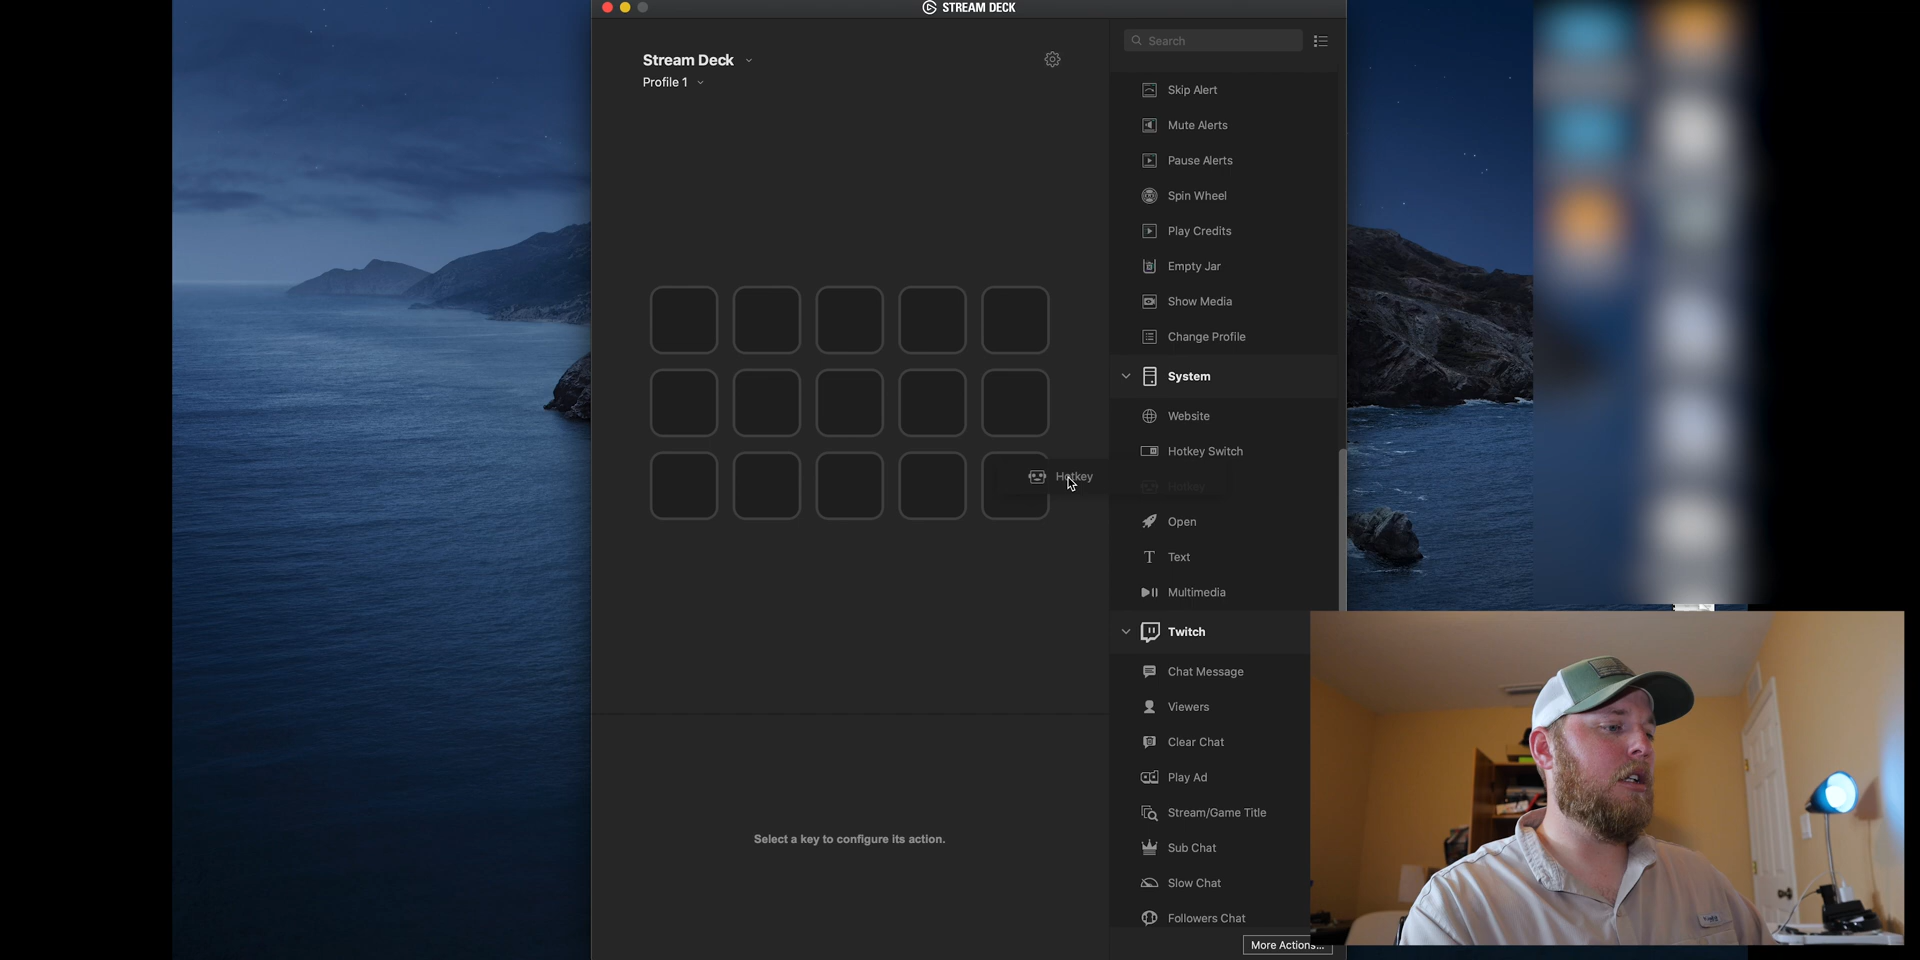 STREAM DECK
Stream Deck
Profile 1
Search
Skip Alert
Mute Alerts
Pause Alerts
Spin Wheel
Play Credits
Empty Jar
Show Media
Change Profile
System
Website
Hotkey Switch
Hotkey
Hotkey
Open
Text
Multimedia
Twitch
Chat Message
Viewers
Clear Chat
Play Ad
Stream/Game Title
Sub Chat
Slow Chat
Followers Chat
More Actions...
Select a key to configure its action.